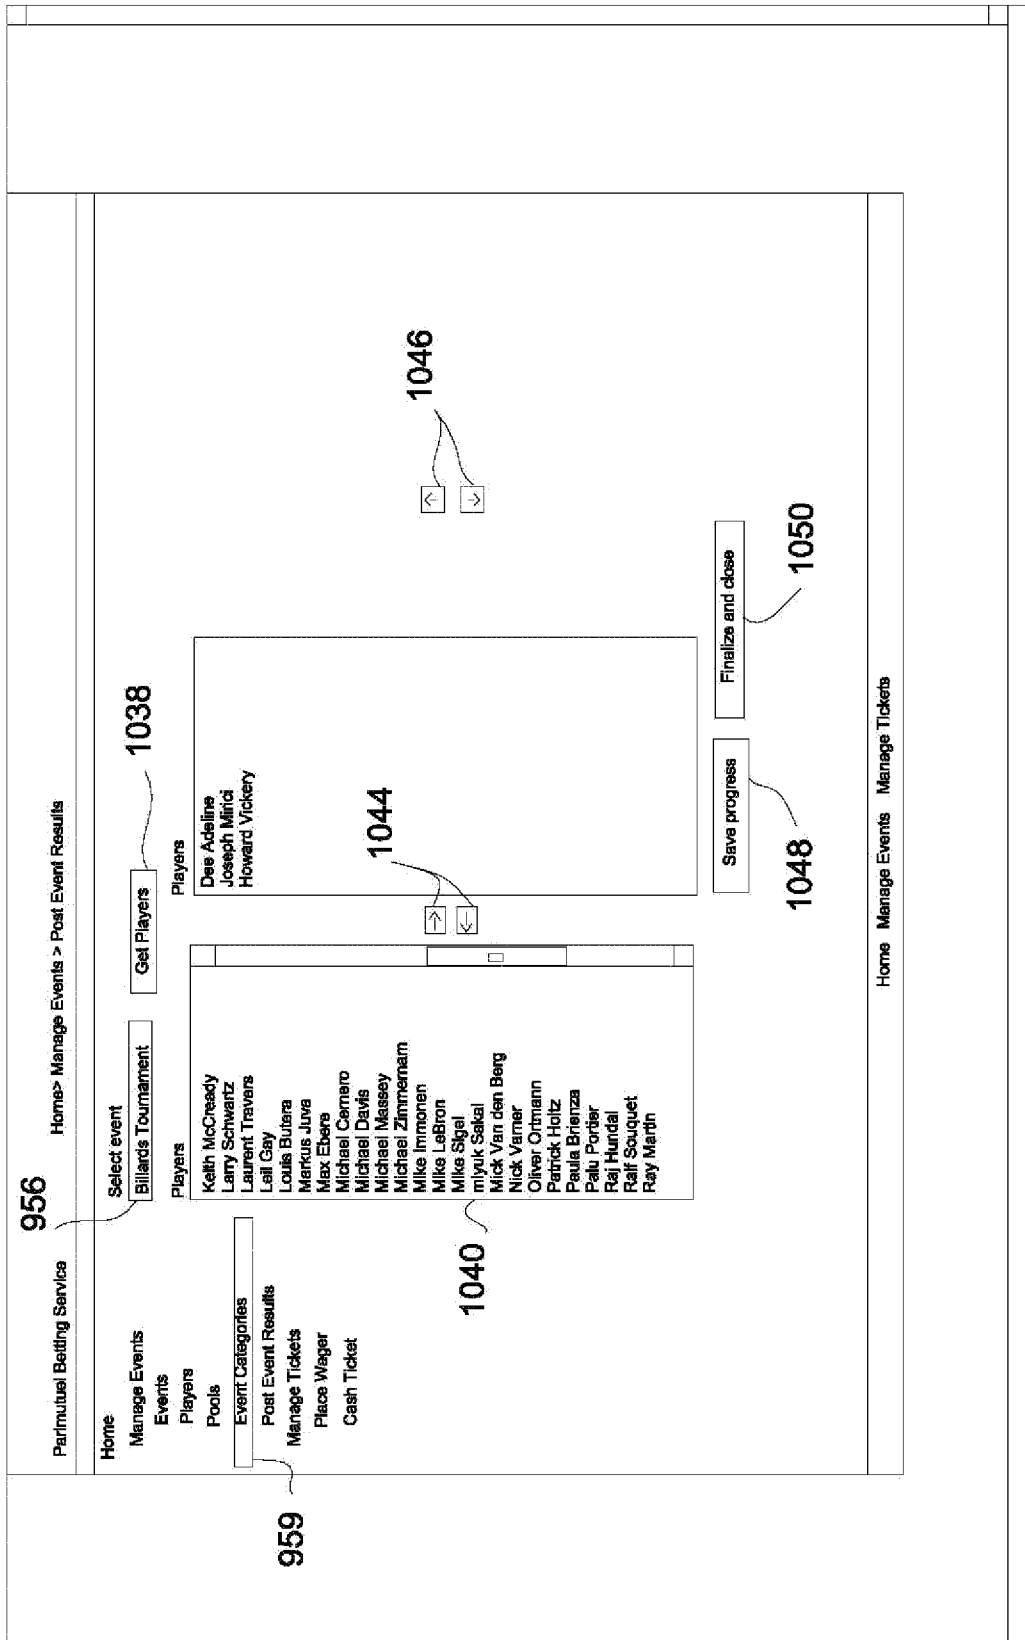 Parimutuel Betting Service
Home> Manage Events > Post Event Results
956
Home
Manage Events
Events
Players
Pools
Event Categories
Post Event Results
Manage Tickets
Place Wager
Cash Ticket
959
Select event
Billards Tournament
Get Players
1038
Players
Keith McCready
Larry Schwartz
Laurent Travers
Leil Gay
Louis Butera
Markus Juva
Max Ebere
Michael Cernero
Michael Davis
Michael Massey
Michael Zimmernam
Mike Immonen
Mike LeBron
Mike Sigel
mlyuk Sakal
Mick Van den Berg
Nick Varner
Oliver Ortmann
Patrick Holtz
Paula Brienza
Palu Portier
Raj Hundal
Ralf Souquet
Ray Martin
1040
Players
Dee Adeline
Joseph Mirici
Howard Vickery
1044
1046
Save progress
Finalize and close
1048
1050
Home Manage Events Manage Tickets